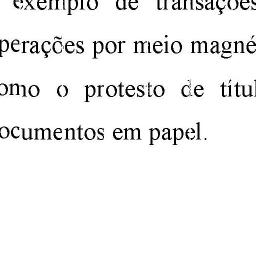 exemplo de transações
perações por meio magné
omo o protesto de títul
ocumentos em papel.